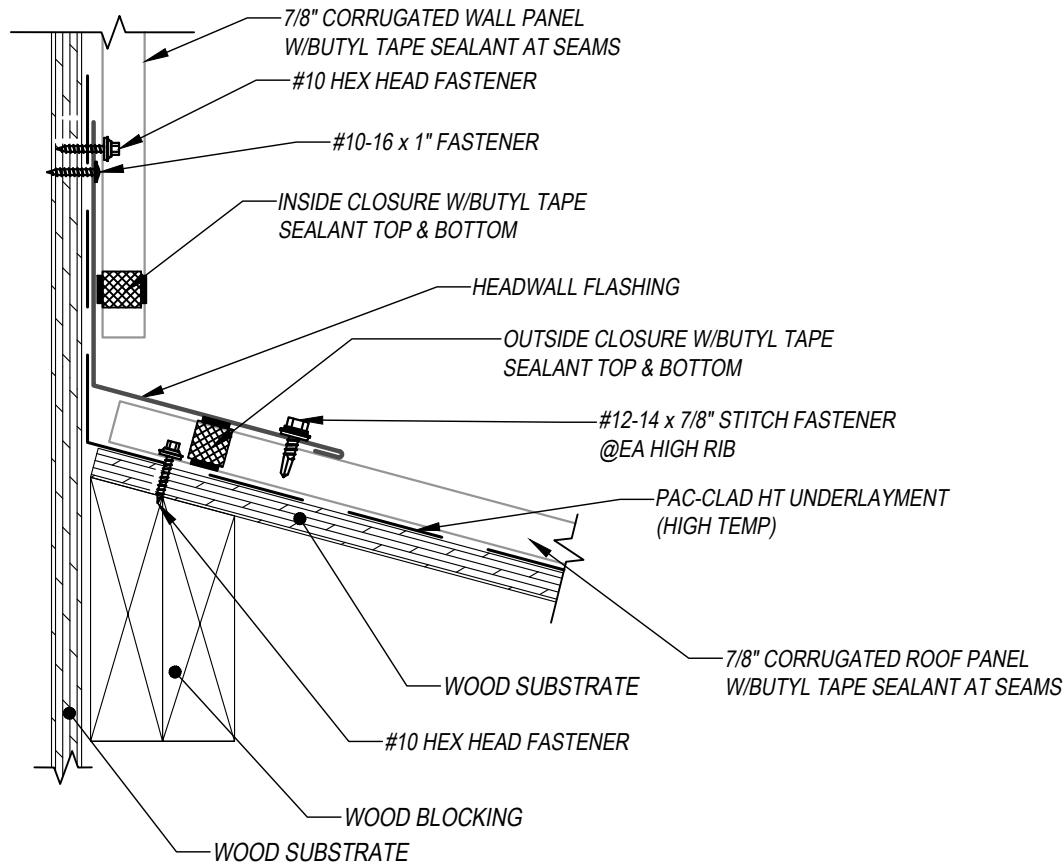 7/8" CORRUGATED WALL PANEL
W/BUTYL TAPE SEALANT AT SEAMS
#10 HEX HEAD FASTENER
#10-16 x 1" FASTENER
INSIDE CLOSURE W/BUTYL TAPE
SEALANT TOP & BOTTOM
HEADWALL FLASHING
OUTSIDE CLOSURE W/BUTYL TAPE
SEALANT TOP & BOTTOM
#12-14 x 7/8" STITCH FASTENER
@EA HIGH RIB
PAC-CLAD HT UNDERLAYMENT
(HIGH TEMP)
7/8" CORRUGATED ROOF PANEL
W/BUTYL TAPE SEALANT AT SEAMS
WOOD SUBSTRATE
#10 HEX HEAD FASTENER
WOOD BLOCKING
WOOD SUBSTRATE